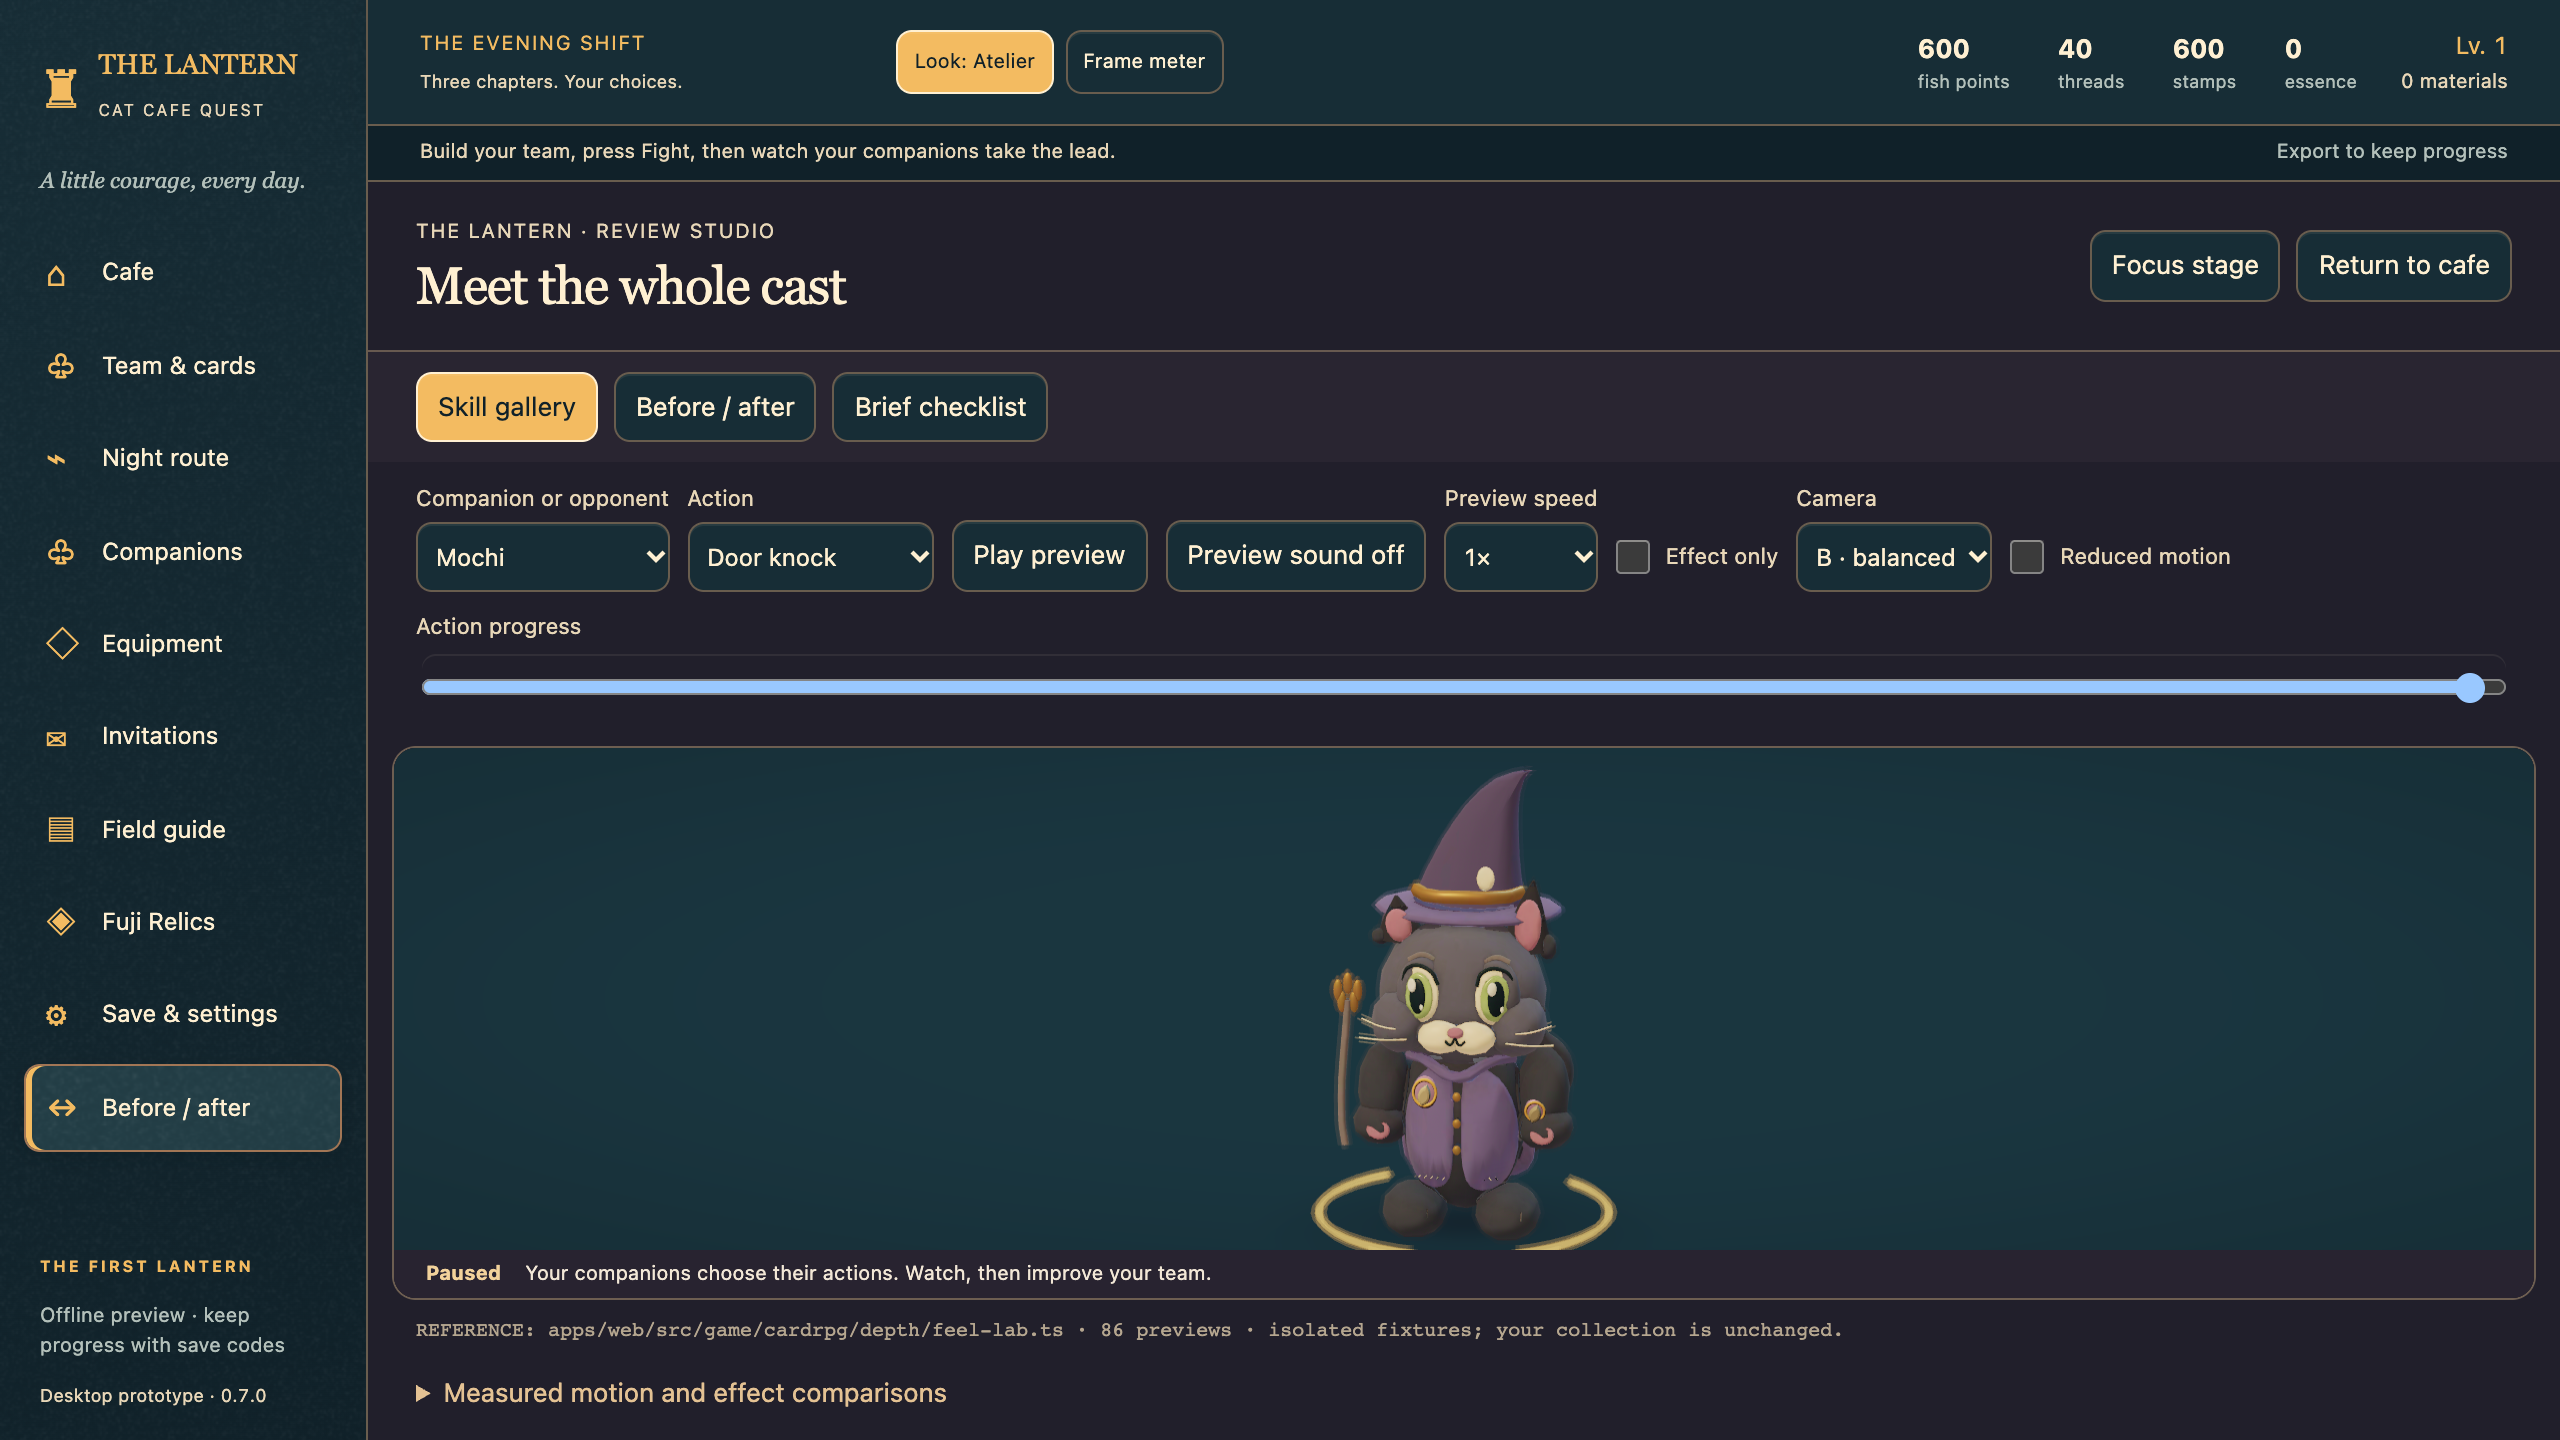 THE LANTERN
CAT CAFE QUEST
A little courage, every day.
Cafe
Team & cards
Night route
Companions
Equipment
Invitations
Field guide
Fuji Relics
Save & settings
Before / after
THE FIRST LANTERN
Offline preview · keep
progress with save codes
Desktop prototype · 0.7.0
THE EVENING SHIFT
Three chapters. Your choices.
Look: Atelier
Frame meter
600
fish points
40
threads
600
stamps
0
essence
Lv. 1
0 materials
Build your team, press Fight, then watch your companions take the lead.
Export to keep progress
THE LANTERN · REVIEW STUDIO
Meet the whole cast
Focus stage
Return to cafe
Skill gallery
Before / after
Brief checklist
Companion or opponent
Mochi
Action
Door knock
Play preview
Preview sound off
Preview speed
1×
Effect only
Camera
B · balanced
Reduced motion
Action progress
Paused Your companions choose their actions. Watch, then improve your team.
REFERENCE: apps/web/src/game/cardrpg/depth/feel-lab.ts · 86 previews · isolated fixtures; your collection is unchanged.
Measured motion and effect comparisons